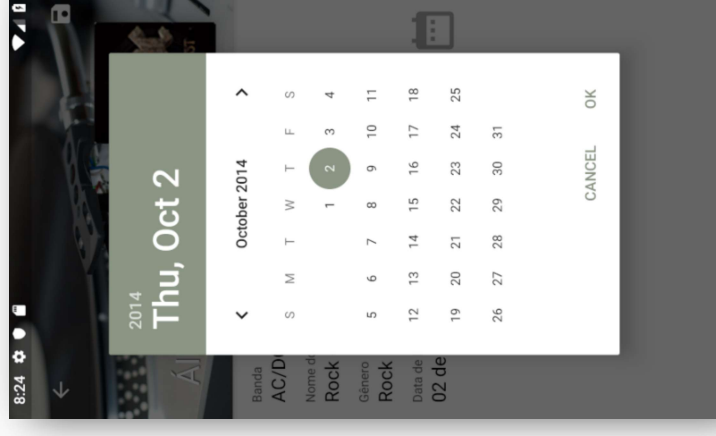 8:24
2014
Thu, Oct 2
October 2014
S M T W T F S
1 2 3 4
5 6 7 8 9 10 11
12 13 14 15 16 17 18
19 20 21 22 23 24 25
26 27 28 29 30 31
CANCEL OK
Banda
AC/D
Nome d
Rock
Gênero
Rock
Data de
02 de